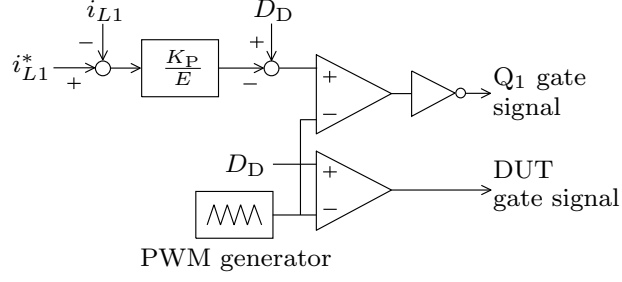 i_{L1}
D_D
−
+
i^*_{L1}
+
K_P
E
−
+
−
Q_1 gate
signal
D_D
+
−
DUT
gate signal
PWM generator